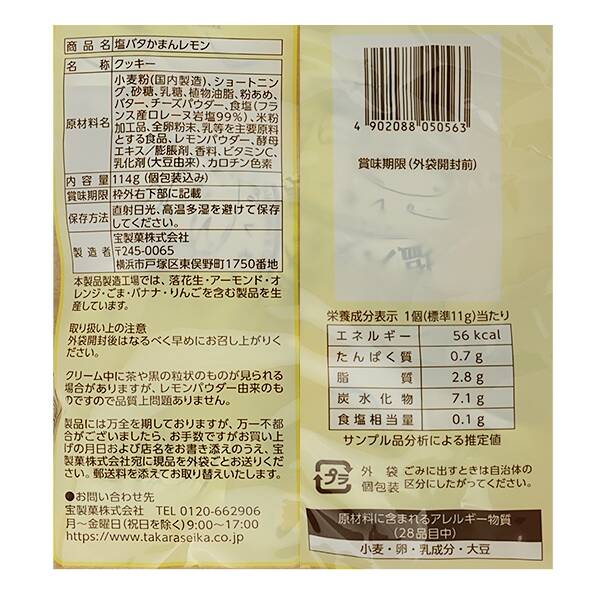 商品名 塩バタかまんレモン
名称 クッキー
原材料名 小麦粉(国内製造)、ショートニン
グ、砂糖、乳糖、植物油脂、粉あめ、
バター、チーズパウダー、食塩(フラ
ンス産ロレーヌ岩塩99%)、米粉
加工品、全卵粉末、乳等を主要原料
とする食品、レモンパウダー、酵母
エキス/膨脹剤、香料、ビタミンC、
乳化剤(大豆由来)、カロチン色素
内容量 114g(個包装込み)
賞味期限 枠外右下部に記載
保存方法 直射日光、高温多湿を避けて保存
してください。
製造者 宝製菓株式会社
〒245-0065
横浜市戸塚区東俣野町1750番地
本製品製造工場では、落花生・アーモンド・オ
レンジ・ごま・バナナ・りんごを含む製品を生
産しています。
取り扱い上の注意
外袋開封後はなるべく早めにお召し上がりく
ださい。
クリーム中に茶や黒の粒状のものが見られる
場合がありますが、レモンパウダー由来のも
のですので品質上問題ありません。
製品には万全を期しておりますが、万一不都
合がございましたら、お手数ですがお買い上
げの月日および店名をお書き添えのうえ、宝
製菓株式会社宛に現品を外袋ごとお送りくだ
さい。郵送料を添えてお取り替えいたします。
●お問い合わせ先
宝製菓株式会社
TEL 0120-662906
月～金曜日(祝日を除く)9:00～17:00
https://www.takaraseika.co.jp
4 902088 050563
賞味期限(外袋開封前)
栄養成分表示 1個(標準11g)当たり
エネルギー 56 kcal
たんぱく質 0.7 g
脂質 2.8 g
炭水化物 7.1 g
食塩相当量 0.1 g
サンプル品分析による推定値
プラ
外袋 ごみに出すときは自治体の
個包装 区分にしたがってください。
原材料に含まれるアレルギー物質
(28品目中)
小麦・卵・乳成分・大豆